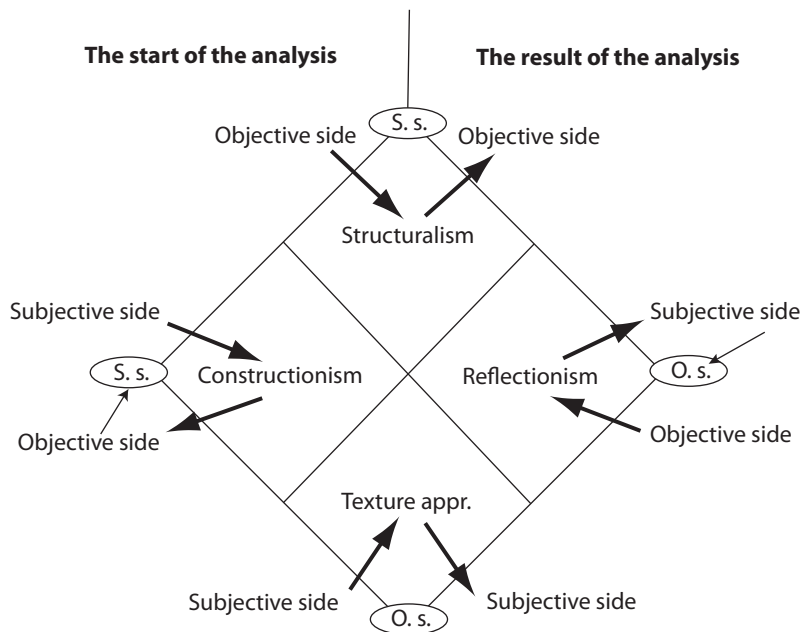 The start of the analysis
The result of the analysis
S. s.
Objective side
Objective side
Structuralism
Subjective side
Subjective side
S. s.
Constructionism
Reflectionism
O. s.
Objective side
Objective side
Texture appr.
Subjective side
Subjective side
O. s.